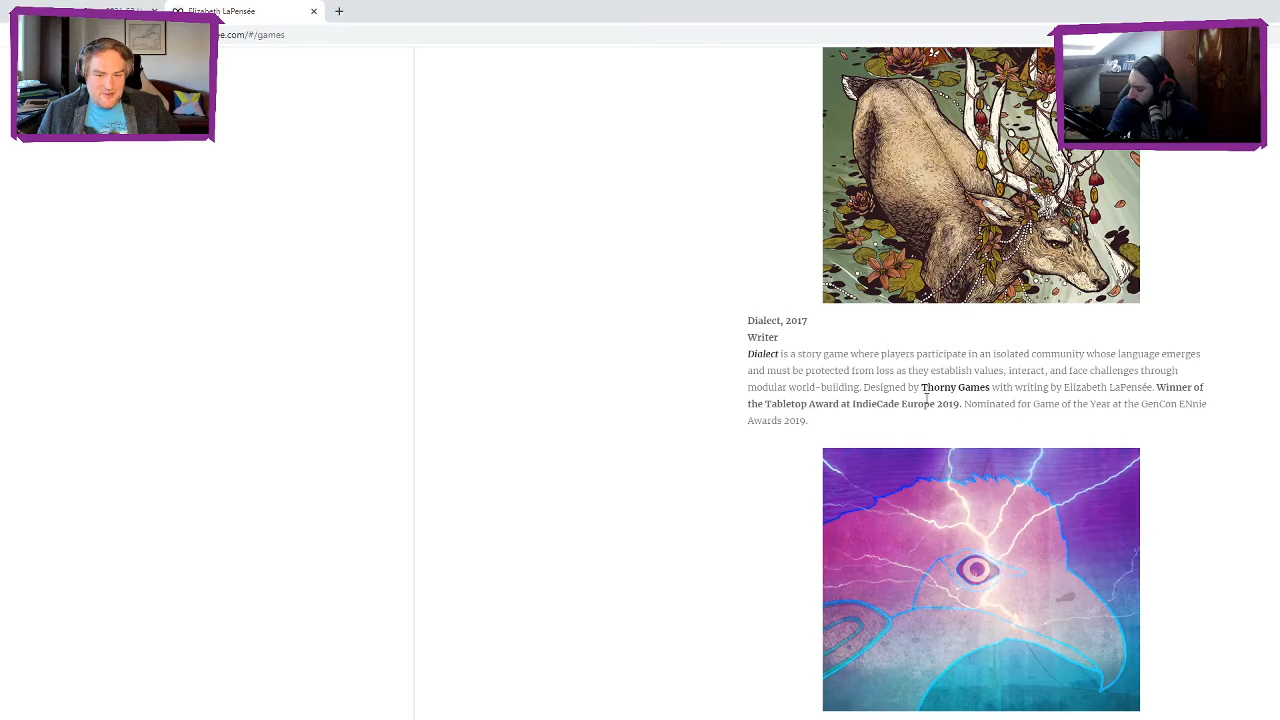 Elizabeth LaPensée
ee.com/#/games
Dialect, 2017
Writer
Dialect is a story game where players participate in an isolated community whose language emerges
and must be protected from loss as they establish values, interact, and face challenges through
modular world-building. Designed by Thorny Games with writing by Elizabeth LaPensée. Winner of
the Tabletop Award at IndieCade Europe 2019. Nominated for Game of the Year at the GenCon ENnie
Awards 2019.